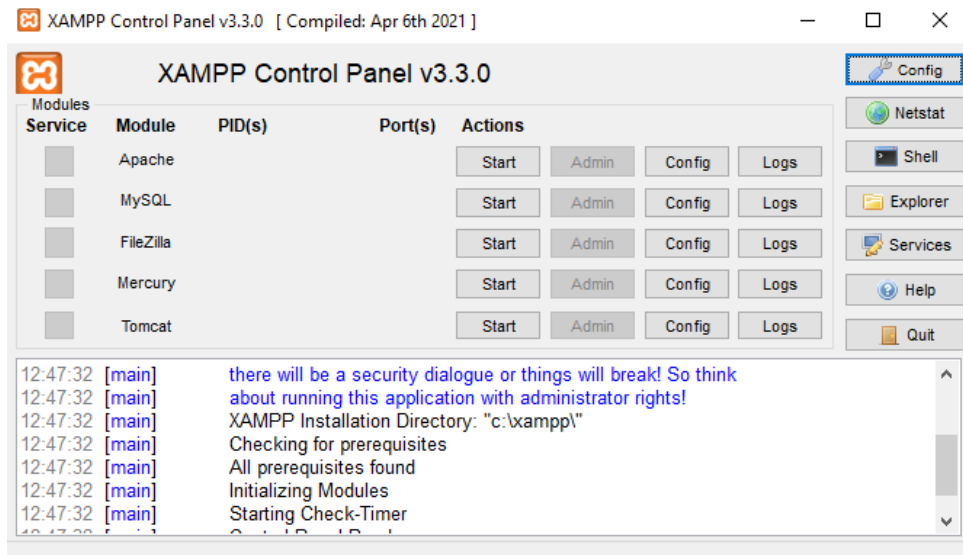 XAMPP Control Panel v3.3.0 [ Compiled: Apr 6th 2021 ]
XAMPP Control Panel v3.3.0
Config
Modules
Service Module PID(s) Port(s) Actions
Netstat
Apache Start Admin Config Logs
Shell
MySQL Start Admin Config Logs
Explorer
FileZilla Start Admin Config Logs
Services
Mercury Start Admin Config Logs
Help
Tomcat Start Admin Config Logs
Quit
12:47:32 [main] there will be a security dialogue or things will break! So think
12:47:32 [main] about running this application with administrator rights!
12:47:32 [main] XAMPP Installation Directory: "c:\xampp\"
12:47:32 [main] Checking for prerequisites
12:47:32 [main] All prerequisites found
12:47:32 [main] Initializing Modules
12:47:32 [main] Starting Check-Timer